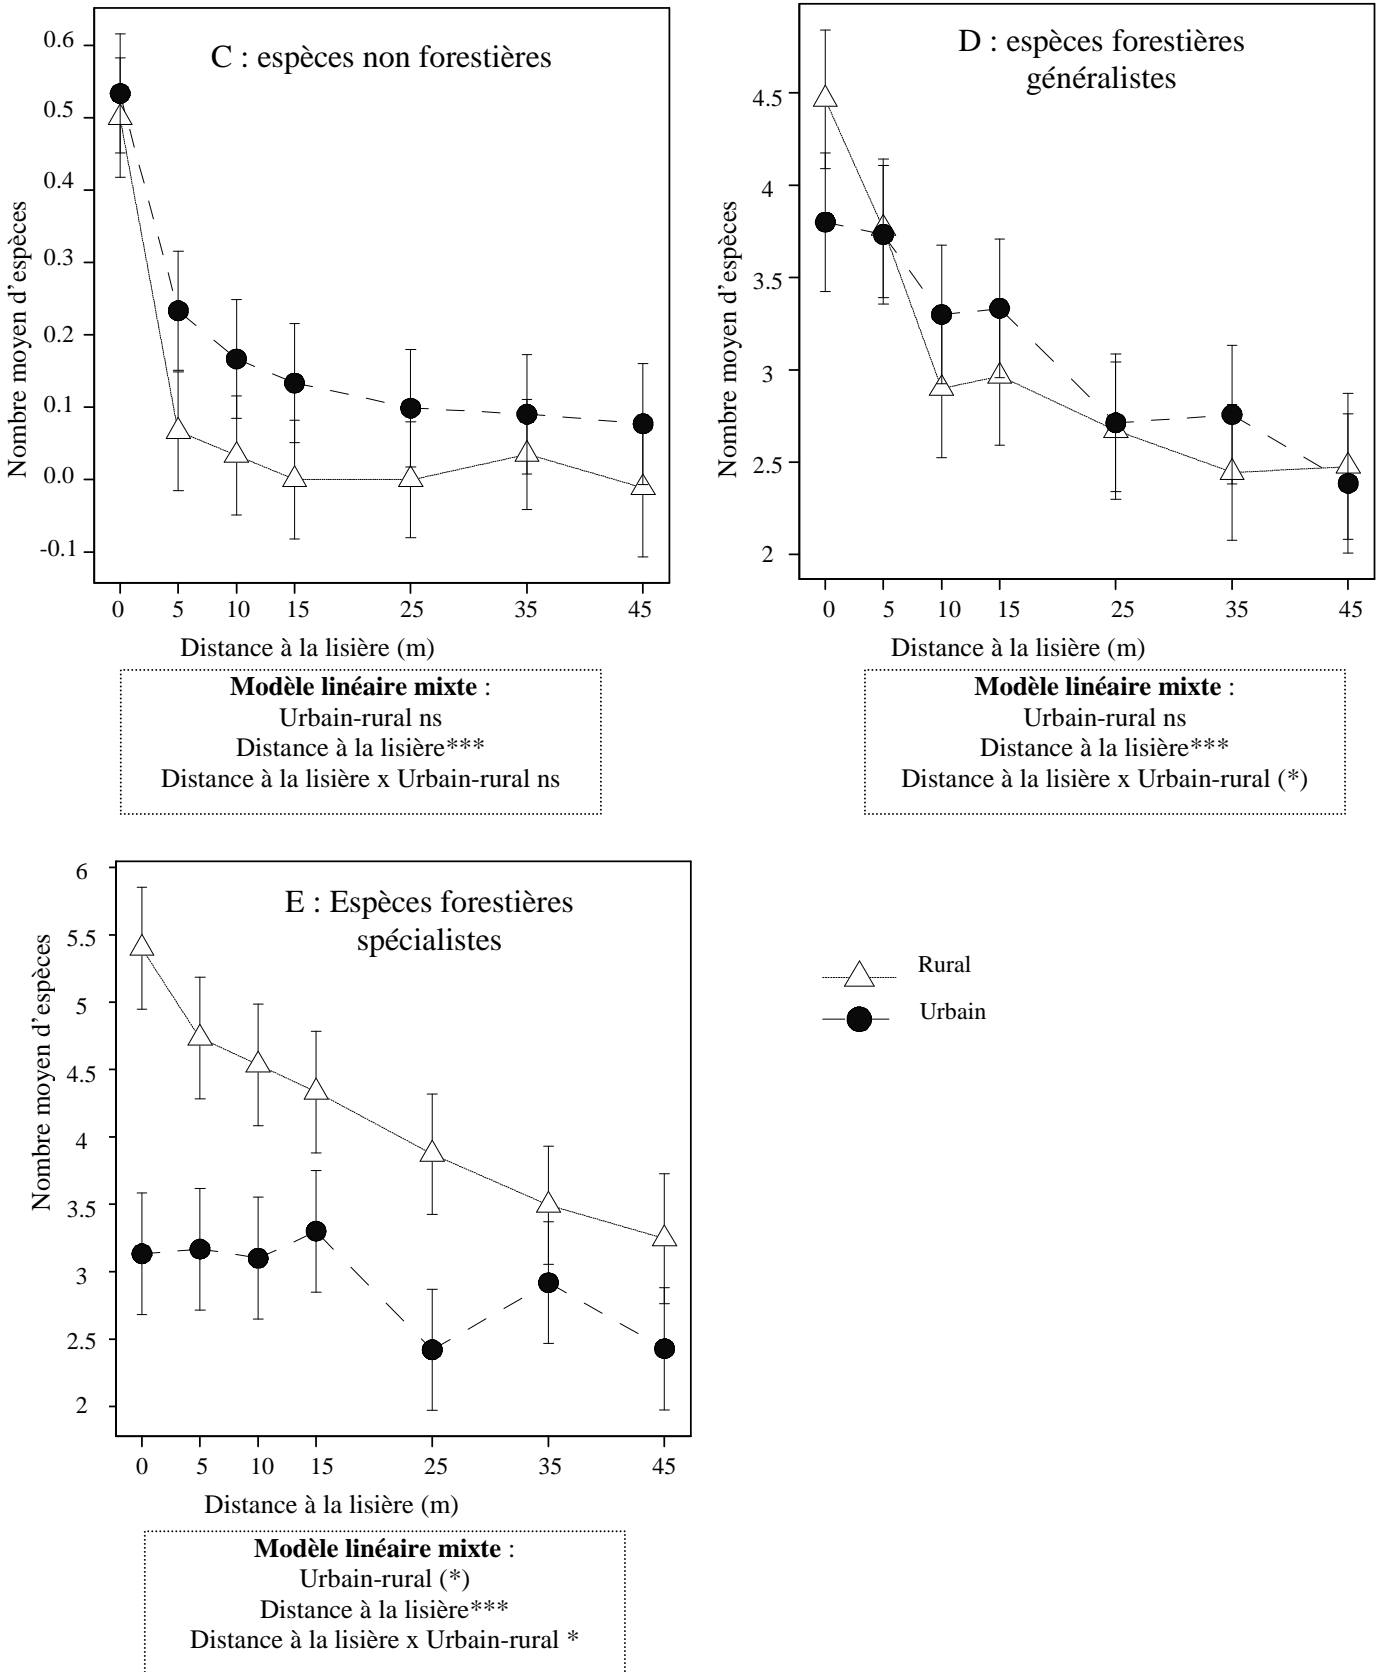 C : espèces non forestières
Nombre moyen d’espèces
0.6
0.5
0.4
0.3
0.2
0.1
0.0
-0.1
0 5 10 15 25 35 45
Distance à la lisière (m)
Modèle linéaire mixte :
Urbain-rural ns
Distance à la lisière***
Distance à la lisière x Urbain-rural ns
D : espèces forestières
généralistes
Nombre moyen d’espèces
4.5
4
3.5
3
2.5
2
0 5 10 15 25 35 45
Distance à la lisière (m)
Modèle linéaire mixte :
Urbain-rural ns
Distance à la lisière***
Distance à la lisière x Urbain-rural (*)
E : Espèces forestières
spécialistes
Nombre moyen d’espèces
6
5.5
5
4.5
4
3.5
3
2.5
2
0 5 10 15 25 35 45
Distance à la lisière (m)
Modèle linéaire mixte :
Urbain-rural (*)
Distance à la lisière***
Distance à la lisière x Urbain-rural *
Rural
Urbain